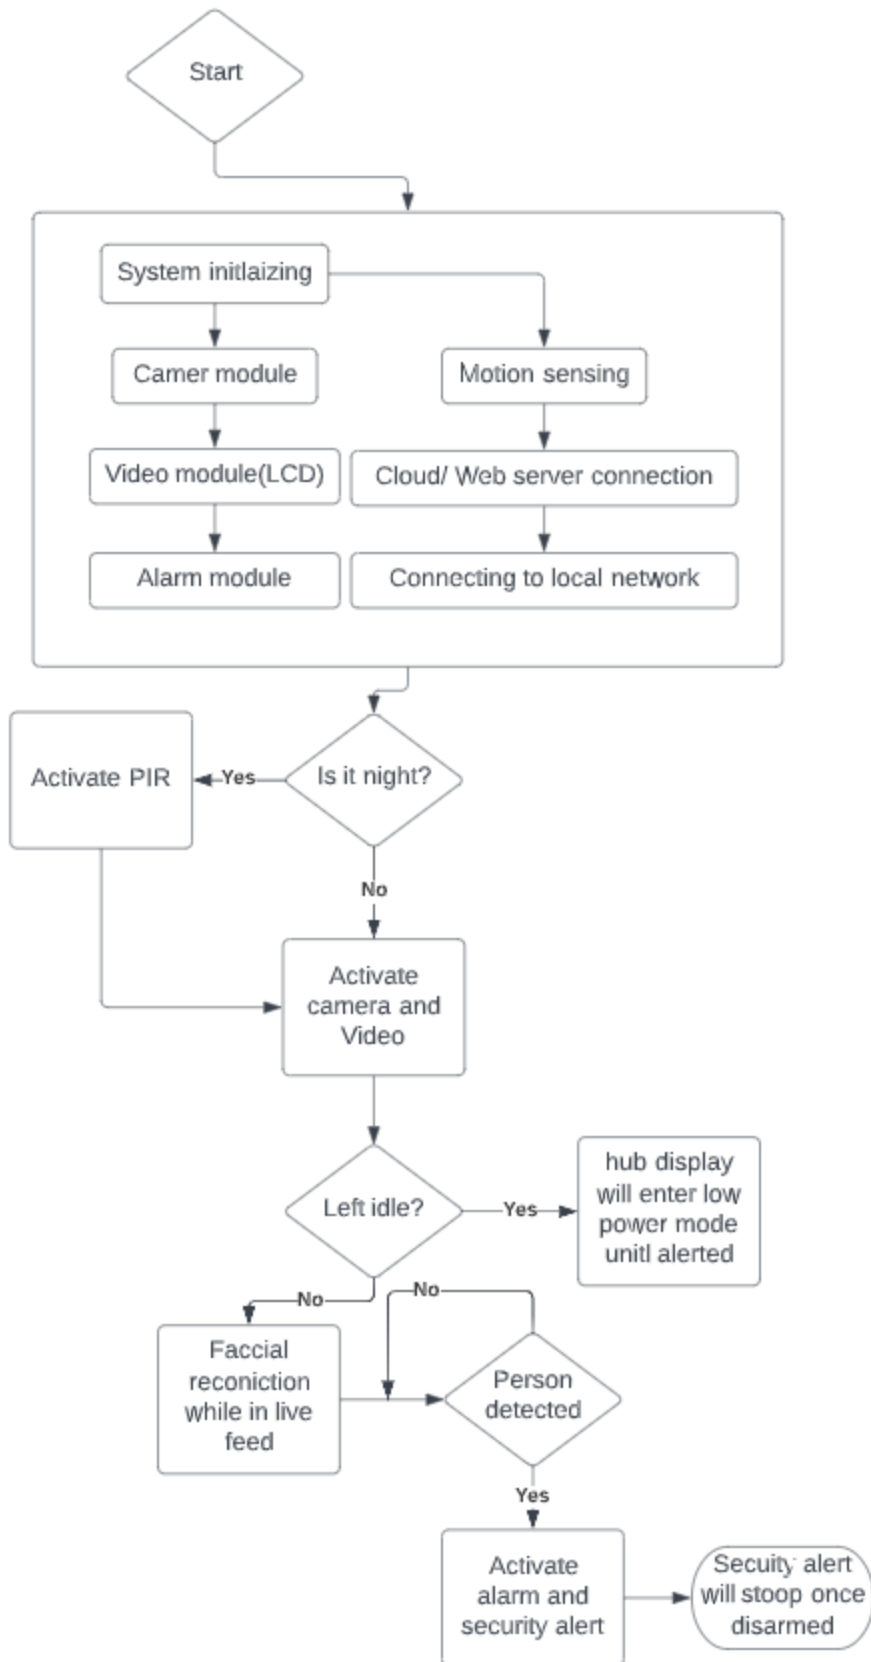 Start
System initlaizing
Camer module
Motion sensing
Video module(LCD)
Cloud/ Web server connection
Alarm module
Connecting to local network
Is it night?
Yes
Activate PIR
No
Activate
camera and
Video
Left idle?
Yes
hub display
will enter low
power mode
unitl alerted
No
No
Faccial
reconiction
while in live
feed
Person
detected
Yes
Activate
alarm and
security alert
Secuity alert
will stoop once
disarmed